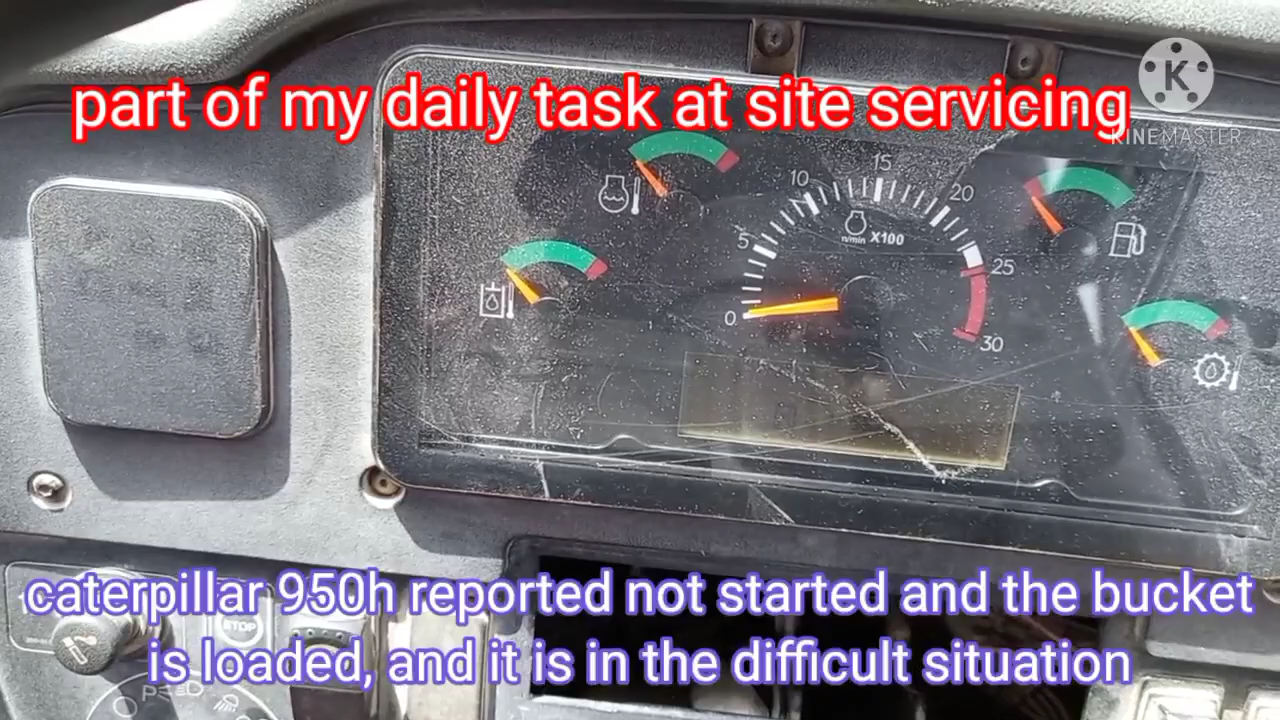 part of my daily task at site servicing
K
KINEMASTER
15
10
20
5
n/min X100
25
0
30
STOP
caterpillar 950h reported not started and the bucket
is loaded, and it is in the difficult situation